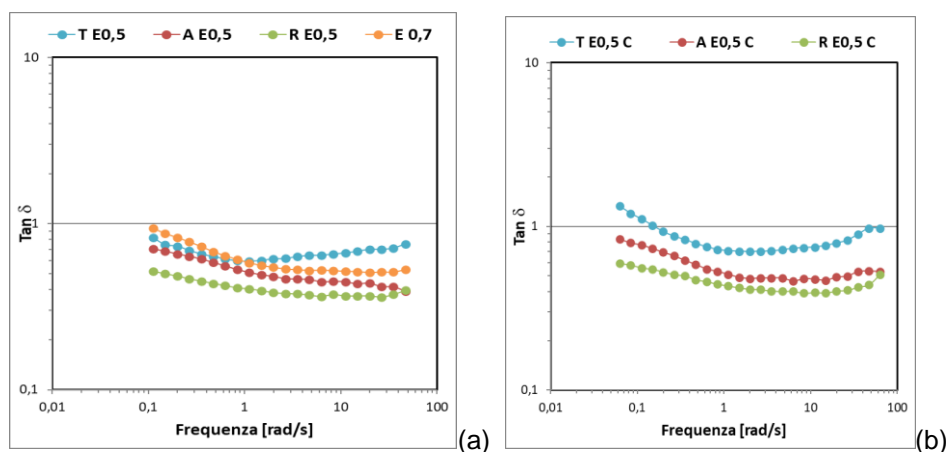 T E0,5 A E0,5 R E0,5 E 0,7
10
1
0,1
Tan δ
0,01 0,1 1 10 100
Frequenza [rad/s]
(a)
T E0,5 C A E0,5 C R E0,5 C
10
1
0,1
Tan δ
0,01 0,1 1 10 100
Frequenza [rad/s]
(b)